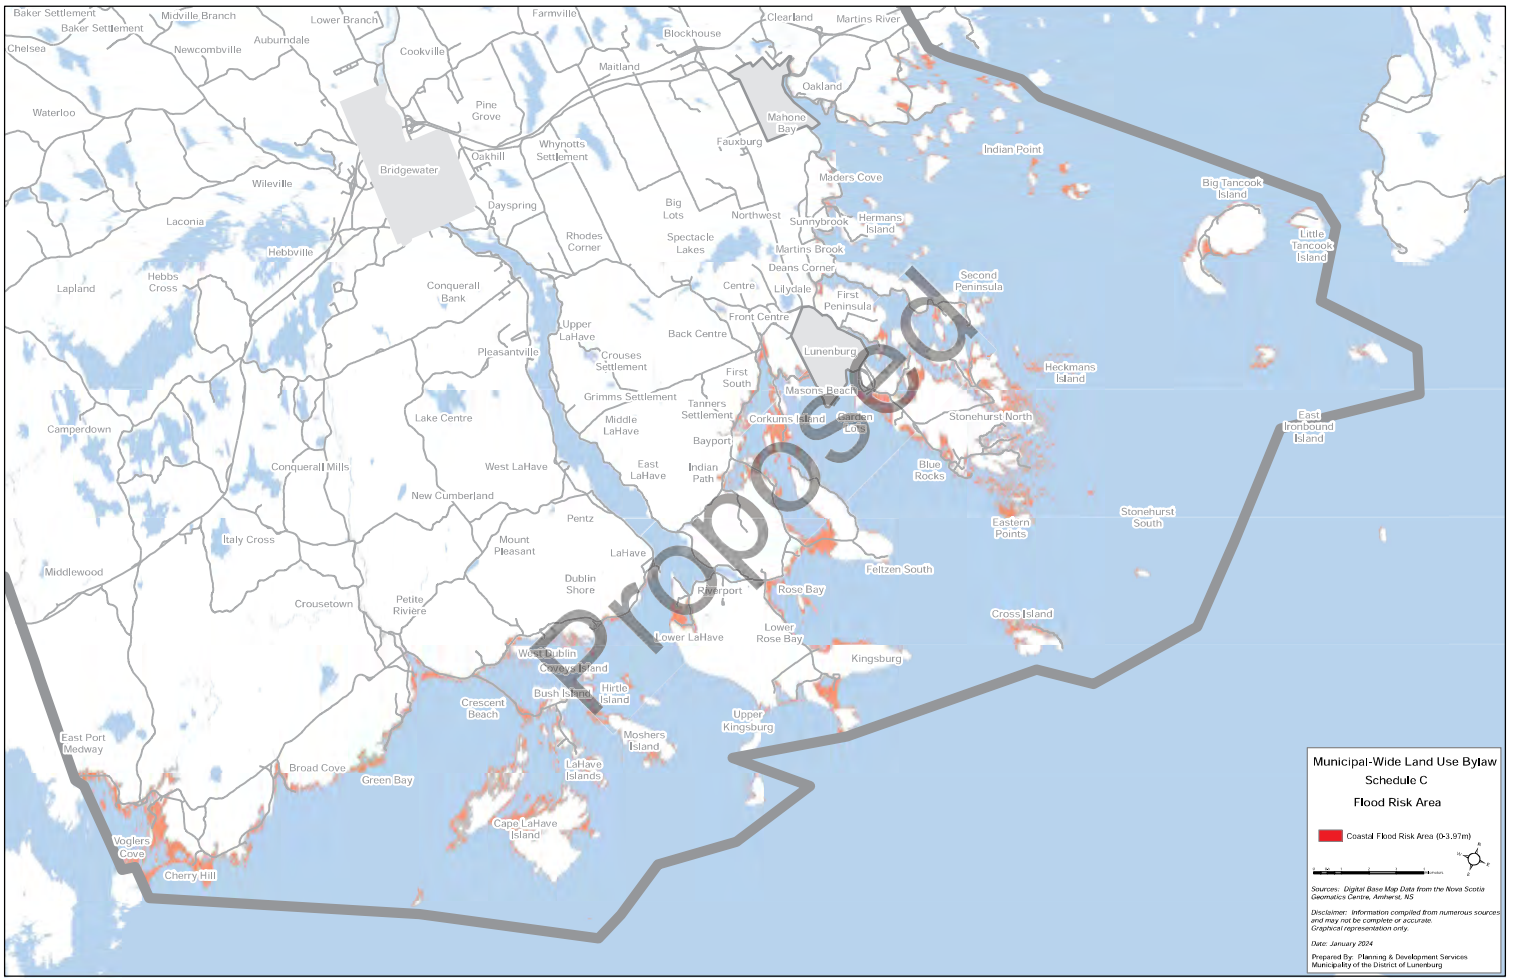 Baker Settlement
Baker Settlement
Midville Branch
Lower Branch
Farmville
Clearland
Martins River
Chelsea
Newcombville
Auburndale
Cookville
Blockhouse
Maitland
Oakland
Waterloo
Pine
Grove
Mahone
Bay
Fauxburg
Whynotts
Settlement
Oakhill
Indian Point
Bridgewater
Wileville
Maders Cove
Big Tancook
Island
Dayspring
Big
Lots
Northwest
Sunnybrook
Hermans
Island
Laconia
Rhodes
Corner
Spectacle
Lakes
Martins Brook
Little
Tancook
Island
Hebbville
Deans Corner
Hebbs
Cross
Lapland
Conquerall
Bank
Centre
Lilydale
First
Peninsula
Second
Peninsula
Front Centre
Upper
LaHave
Back Centre
Pleasantville
Crouses
Settlement
Lunenburg
First
South
Heckmans
Island
Grimms Settlement
Masons Beach
Tanners
Settlement
Camperdown
Lake Centre
Middle
LaHave
Corkums Island
Garden
Lots
Stonehurst North
East
Ironbound
Island
Bayport
Conquerall Mills
West LaHave
East
LaHave
Indian
Path
Blue
Rocks
New Cumberland
Pentz
Eastern
Points
Stonehurst
South
Italy Cross
Mount
Pleasant
LaHave
Middlewood
Feltzen South
Dublin
Shore
Riverport
Rose Bay
Crousetown
Petite
Rivière
Cross Island
Lower LaHave
Lower
Rose Bay
West Dublin
Kingsburg
Coveys Island
Bush Island
Hirtle
Island
Crescent
Beach
Upper
Kingsburg
East Port
Medway
Moshers
Island
Broad Cove
Green Bay
LaHave
Islands
Cape LaHave
Island
Voglers
Cove
Cherry Hill
Proposed
Municipal-Wide Land Use Bylaw
Schedule C
Flood Risk Area
Coastal Flood Risk Area (0-3.97m)
Sources: Digital Base Map Data from the Nova Scotia
Geomatics Centre, Amherst, NS
Disclaimer: Information compiled from numerous sources
and may not be complete or accurate.
Graphical representation only.
Date: January 2024
Prepared By: Planning & Development Services
Municipality of the District of Lunenburg